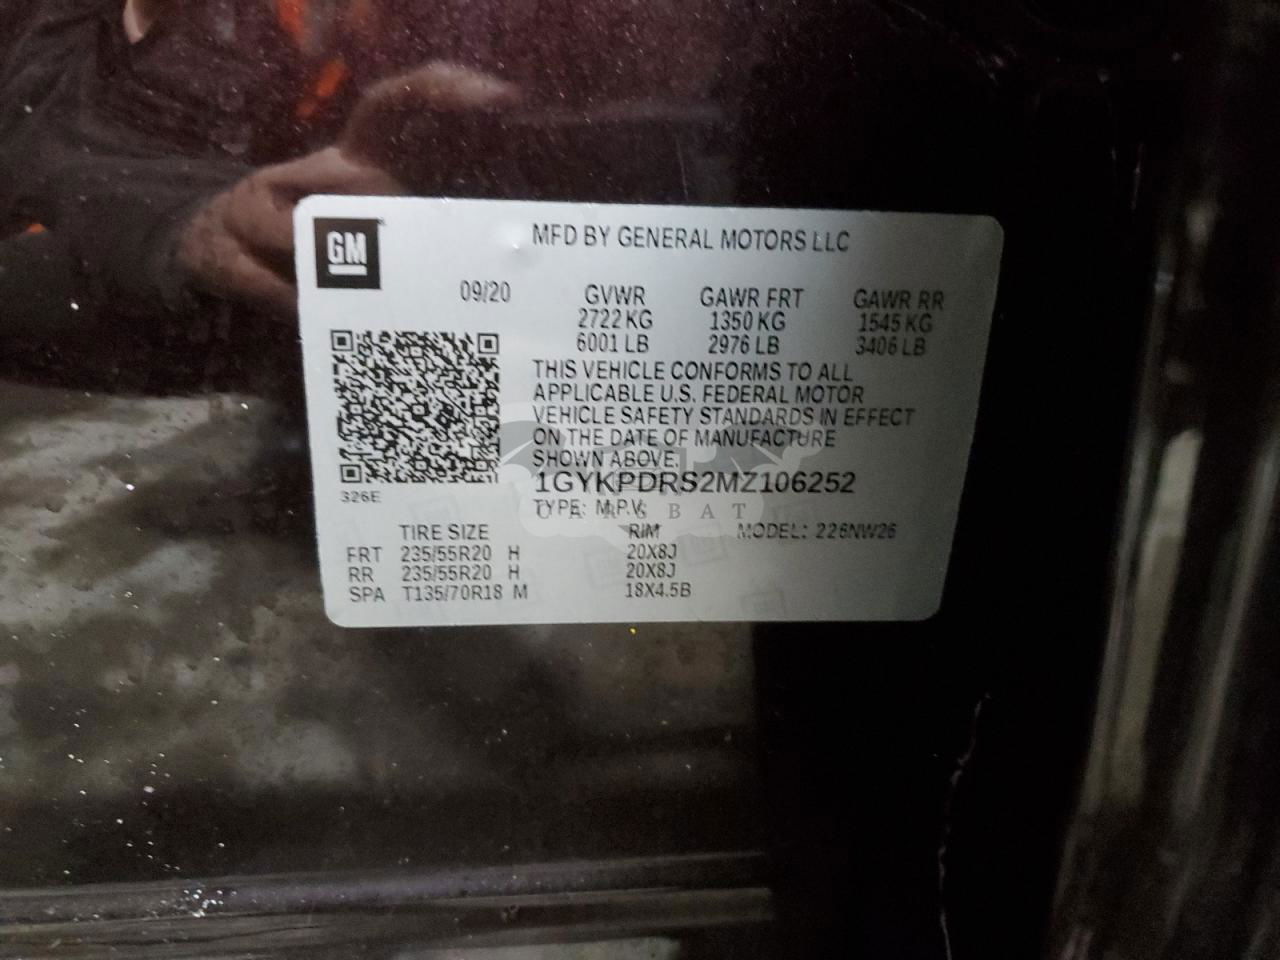 GM
MFD BY GENERAL MOTORS LLC
09/20 GVWR GAWR FRT GAWR RR
2722 KG 1350 KG 1545 KG
6001 LB 2976 LB 3406 LB
THIS VEHICLE CONFORMS TO ALL
APPLICABLE U.S. FEDERAL MOTOR
VEHICLE SAFETY STANDARDS IN EFFECT
ON THE DATE OF MANUFACTURE
SHOWN ABOVE.
1GYKPDRS2MZ106252
326E
TYPE: M.P.V.
CARSBAT
TIRE SIZE RIM MODEL: 226NW26
FRT 235/55R20 H 20X8J
RR 235/55R20 H 20X8J
SPA T135/70R18 M 18X4.5B